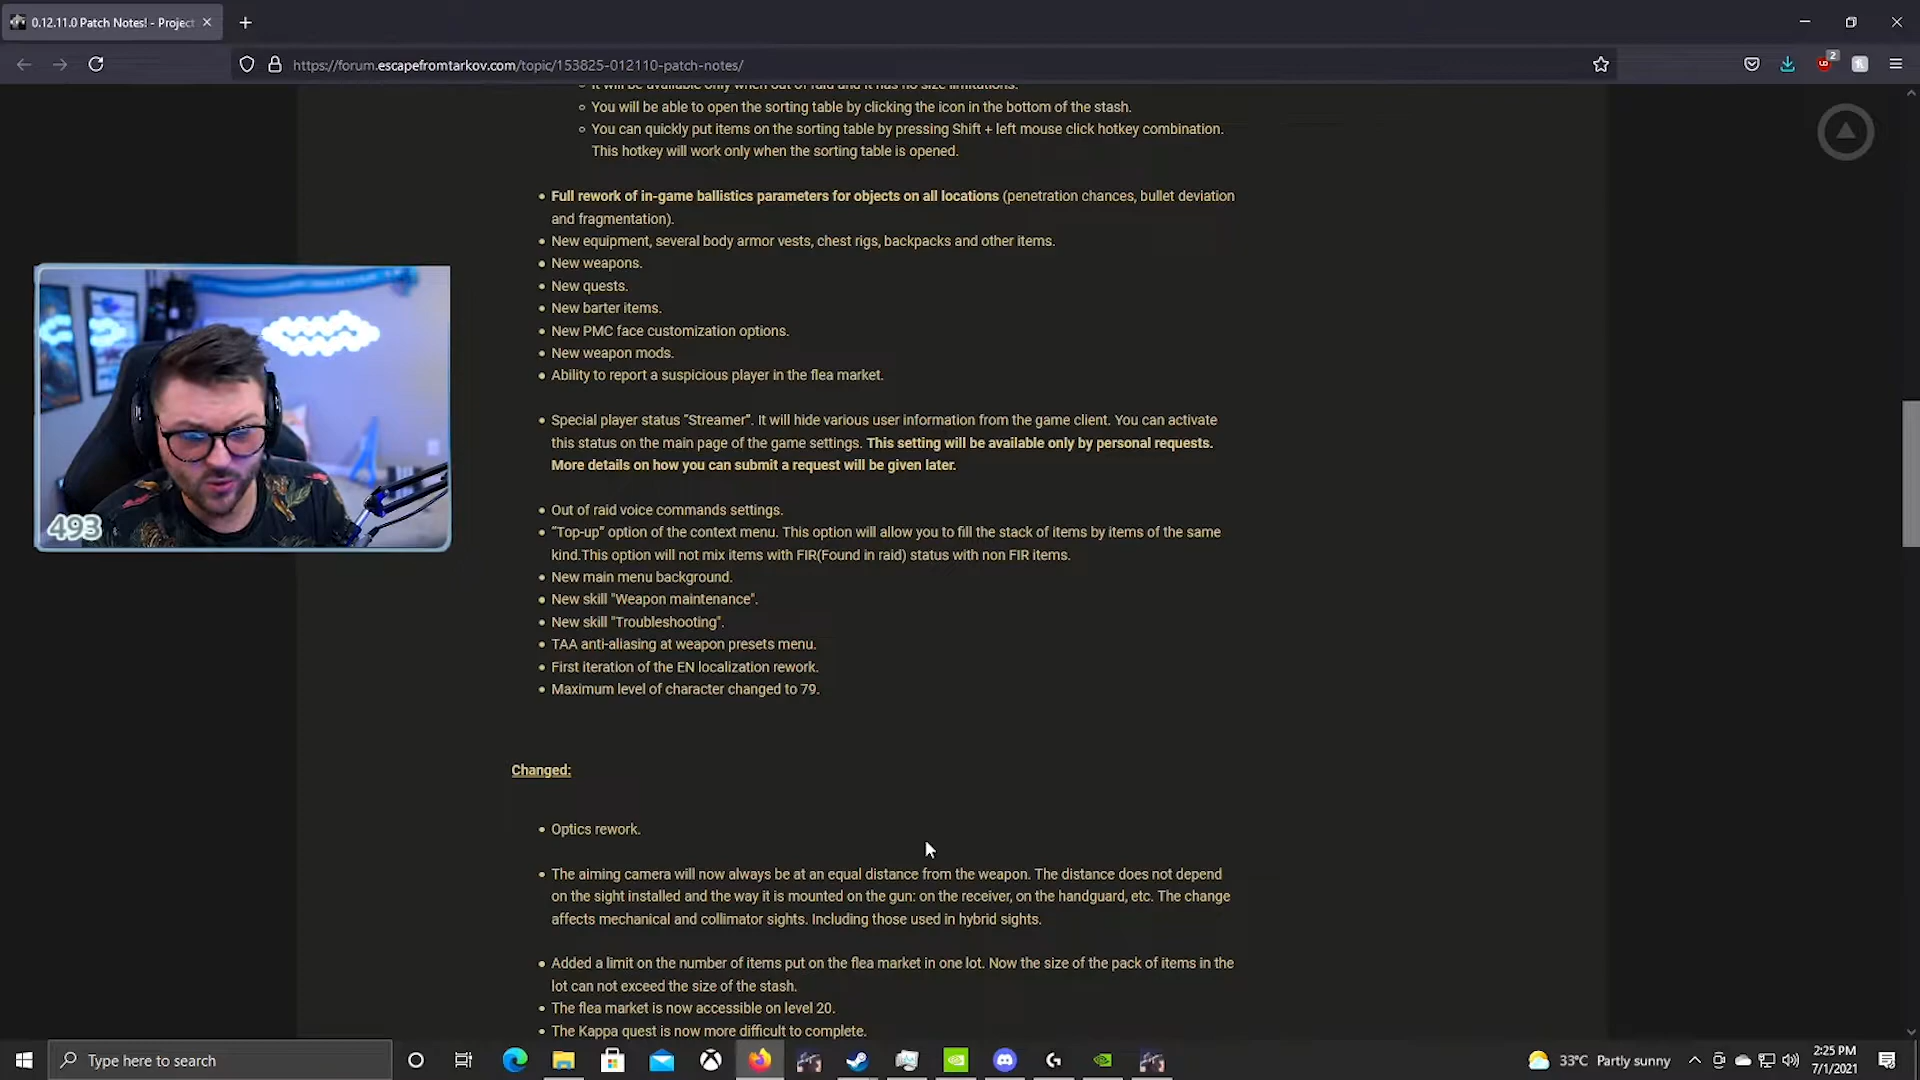 0.12.11.0 Patch Notes! - Project
https://forum.escapefromtarkov.com/topic/153825-012110-patch-notes/
2
It will be available only when out of raid and it has no size limitations.
You will be able to open the sorting table by clicking the icon in the bottom of the stash.
You can quickly put items on the sorting table by pressing Shift + left mouse click hotkey combination.
This hotkey will work only when the sorting table is opened.
Full rework of in-game ballistics parameters for objects on all locations (penetration chances, bullet deviation
and fragmentation).
New equipment, several body armor vests, chest rigs, backpacks and other items.
New weapons.
New quests.
New barter items.
New PMC face customization options.
New weapon mods.
Ability to report a suspicious player in the flea market.
Special player status “Streamer”. It will hide various user information from the game client. You can activate
this status on the main page of the game settings. This setting will be available only by personal requests.
More details on how you can submit a request will be given later.
493
Out of raid voice commands settings.
“Top-up” option of the context menu. This option will allow you to fill the stack of items by items of the same
kind.This option will not mix items with FIR(Found in raid) status with non FIR items.
New main menu background.
New skill "Weapon maintenance".
New skill "Troubleshooting".
TAA anti-aliasing at weapon presets menu.
First iteration of the EN localization rework.
Maximum level of character changed to 79.
Changed:
Optics rework.
The aiming camera will now always be at an equal distance from the weapon. The distance does not depend
on the sight installed and the way it is mounted on the gun: on the receiver, on the handguard, etc. The change
affects mechanical and collimator sights. Including those used in hybrid sights.
Added a limit on the number of items put on the flea market in one lot. Now the size of the pack of items in the
lot can not exceed the size of the stash.
The flea market is now accessible on level 20.
The Kappa quest is now more difficult to complete.
Type here to search
33°C Partly sunny
2:25 PM
7/1/2021